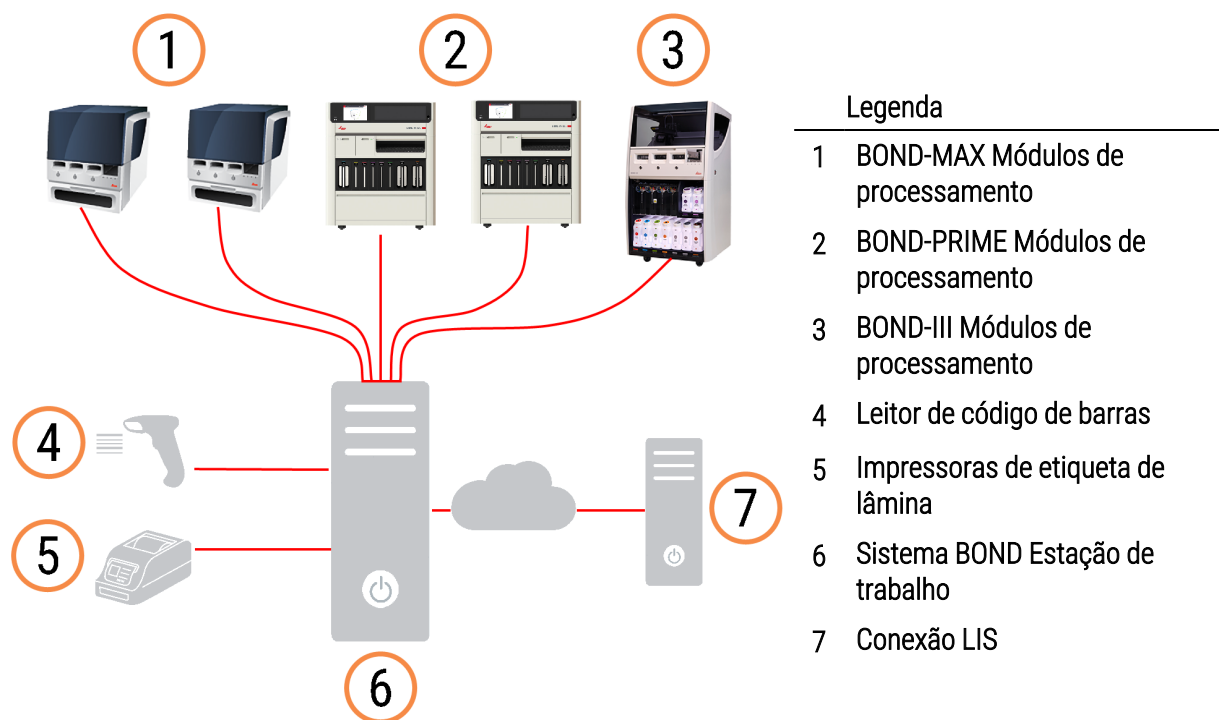 1
2
3
Legenda
1 BOND-MAX Módulos de
processamento
2 BOND-PRIME Módulos de
processamento
3 BOND-III Módulos de
processamento
4 Leitor de código de barras
5 Impressoras de etiqueta de
lâmina
6 Sistema BOND Estação de
trabalho
7 Conexão LIS
4
5
7
6